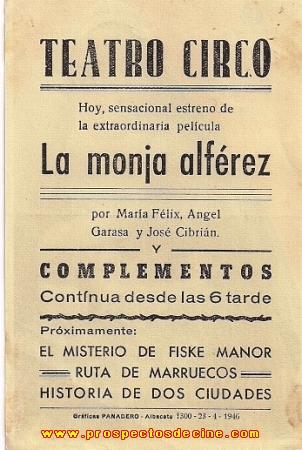 TEATRO CIRCO
Hoy, sensacional estreno de
la extraordinaria película
La monja alférez
por María Félix, Angel
Garasa y José Cibrián.
Y
COMPLEMENTOS
Contínua desde las 6 tarde
Próximamente:
EL MISTERIO DE FISKE MANOR
RUTA DE MARRUECOS
HISTORIA DE DOS CIUDADES
Gráficas PANADERO - Albacete 1300 - 23 - 4 - 1946
www.prospectosdecine.com